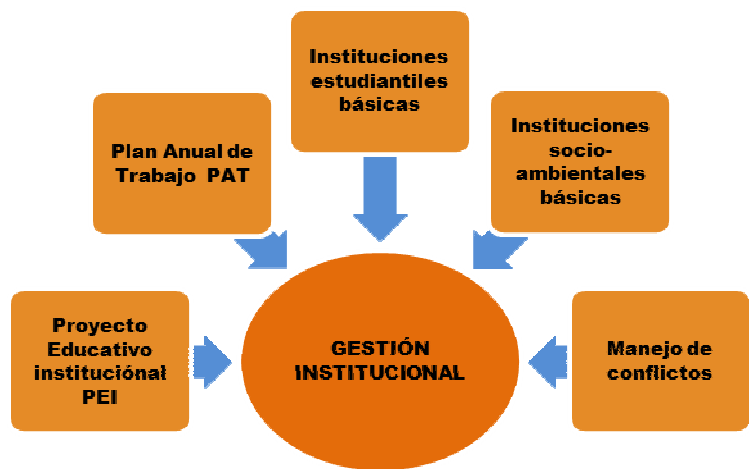 Instituciones
estudiantiles
básicas
Plan Anual de
Trabajo PAT
Instituciones
socio-
ambientales
básicas
Proyecto
Educativo
instituciónal
PEI
GESTIÓN
INSTITUCIONAL
Manejo de
conflictos